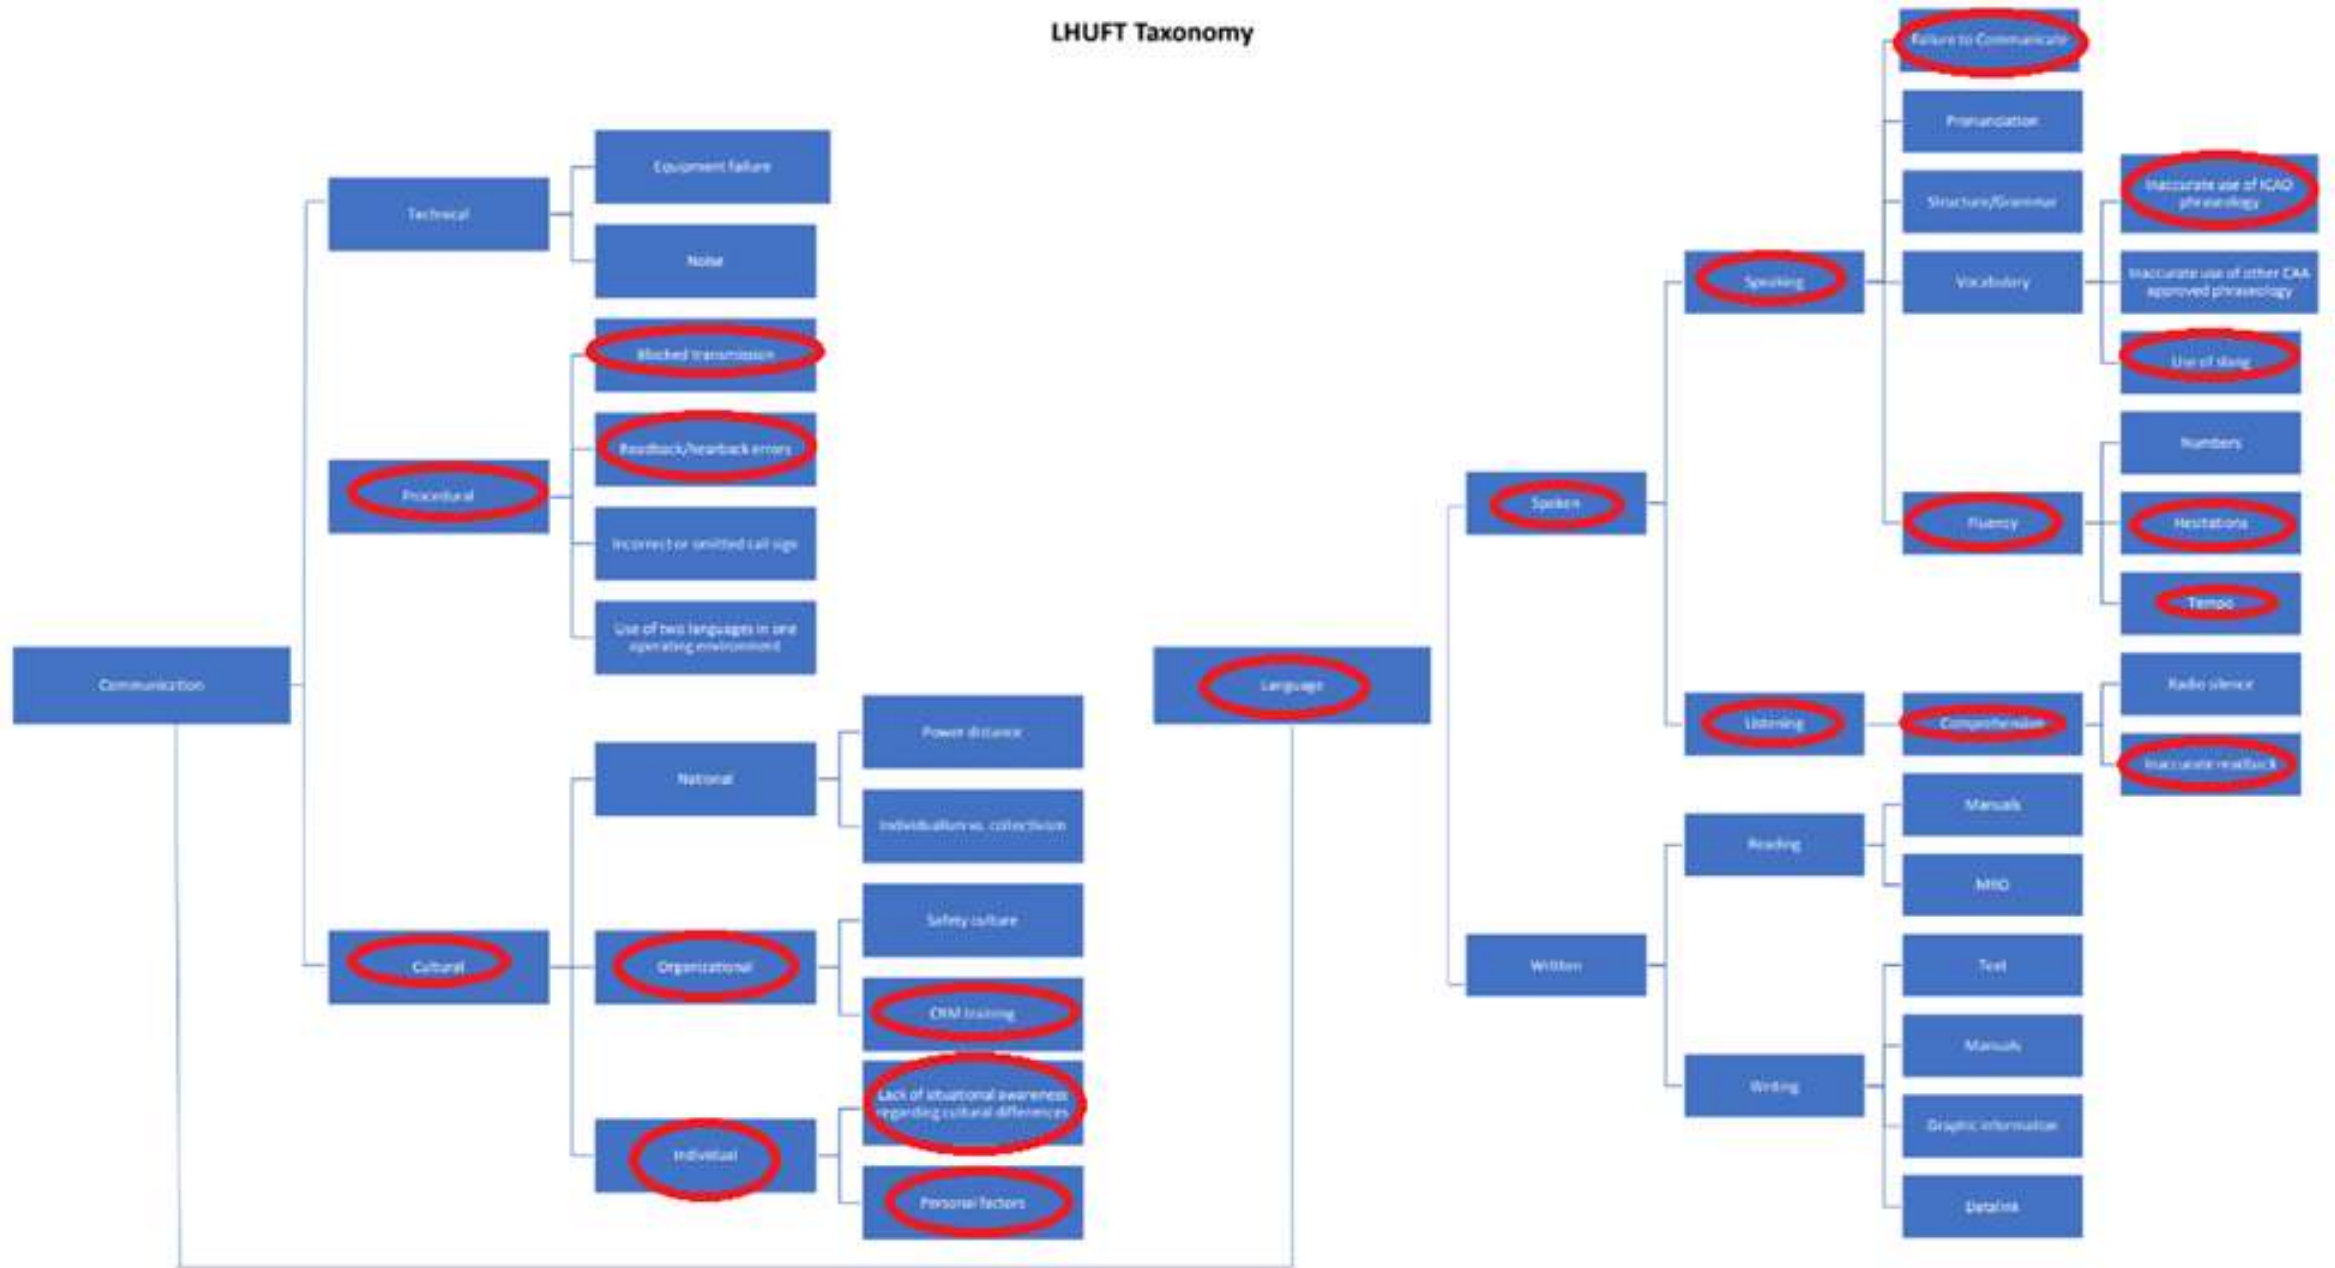 LHUFT Taxonomy
Communication
Technical
Equipment failure
Noise
Procedural
Blocked transmission
Readback/hearback errors
Incorrect or omitted call sign
Use of two languages in one
operating environment
Cultural
National
Power distance
Individualism vs. collectivism
Organizational
Safety culture
CRM training
Individual
Lack of situational awareness
regarding cultural differences
Personal factors
Language
Spoken
Speaking
Failure to Communicate
Pronunciation
Structure/Grammar
Vocabulary
Inaccurate use of ICAO
phraseology
Inaccurate use of other CAA
approved phraseology
Use of slang
Fluency
Numbers
Hesitations
Tempo
Listening
Comprehension
Radio silence
Inaccurate readback
Written
Reading
Manuals
MRO
Writing
Text
Manuals
Graphic information
Datalink